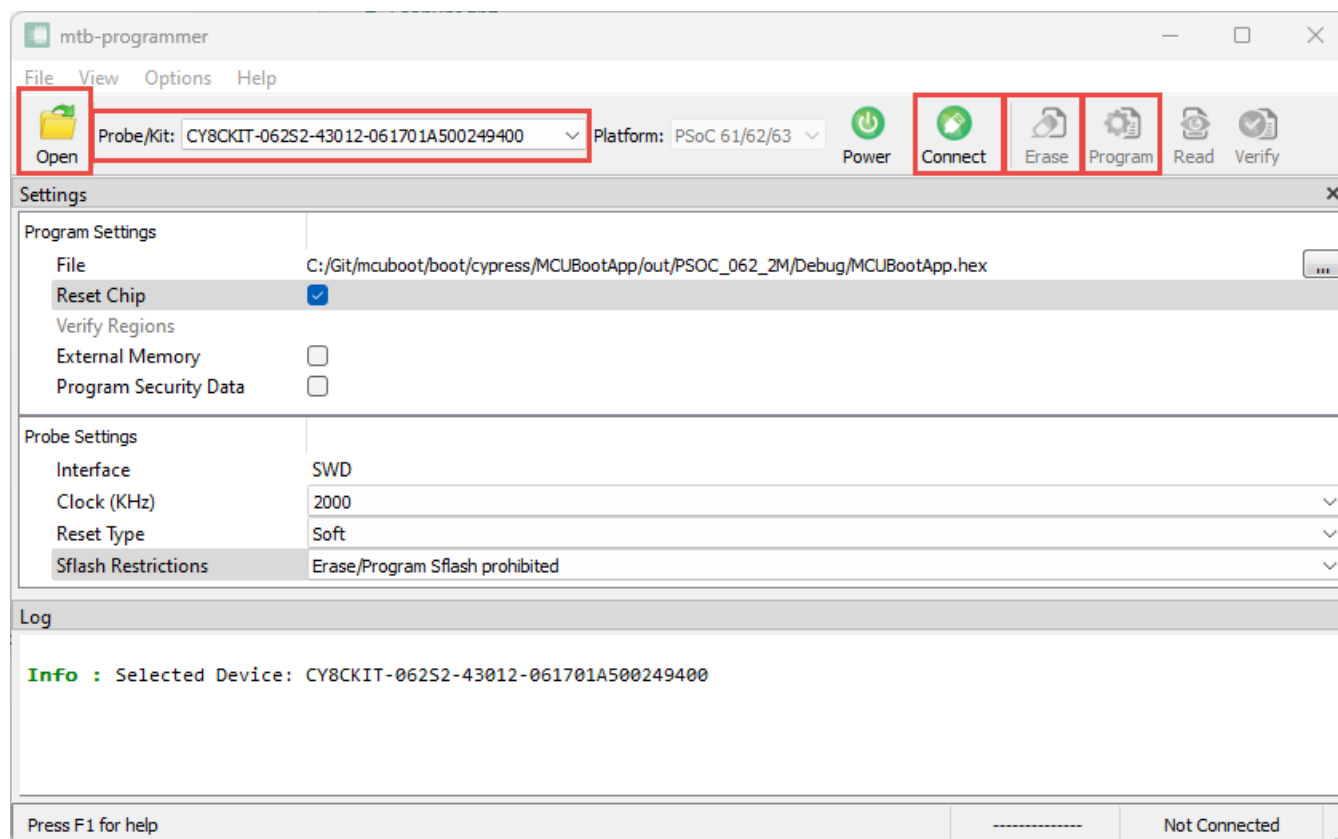 mtb-programmer
File View Options Help
Open Probe/Kit: CY8CKIT-062S2-43012-061701A500249400 Platform: PSoC 61/62/63 Power Connect Erase Program Read Verify
Settings
Program Settings
File C:/Git/mcuboot/boot/cypress/MCUBootApp/out/PSOC_062_2M/Debug/MCUBootApp.hex ...
Reset Chip
Verify Regions
External Memory
Program Security Data
Probe Settings
Interface SWD
Clock (KHz) 2000
Reset Type Soft
Sflash Restrictions Erase/Program Sflash prohibited
Log
Info : Selected Device: CY8CKIT-062S2-43012-061701A500249400
Press F1 for help -------------- Not Connected